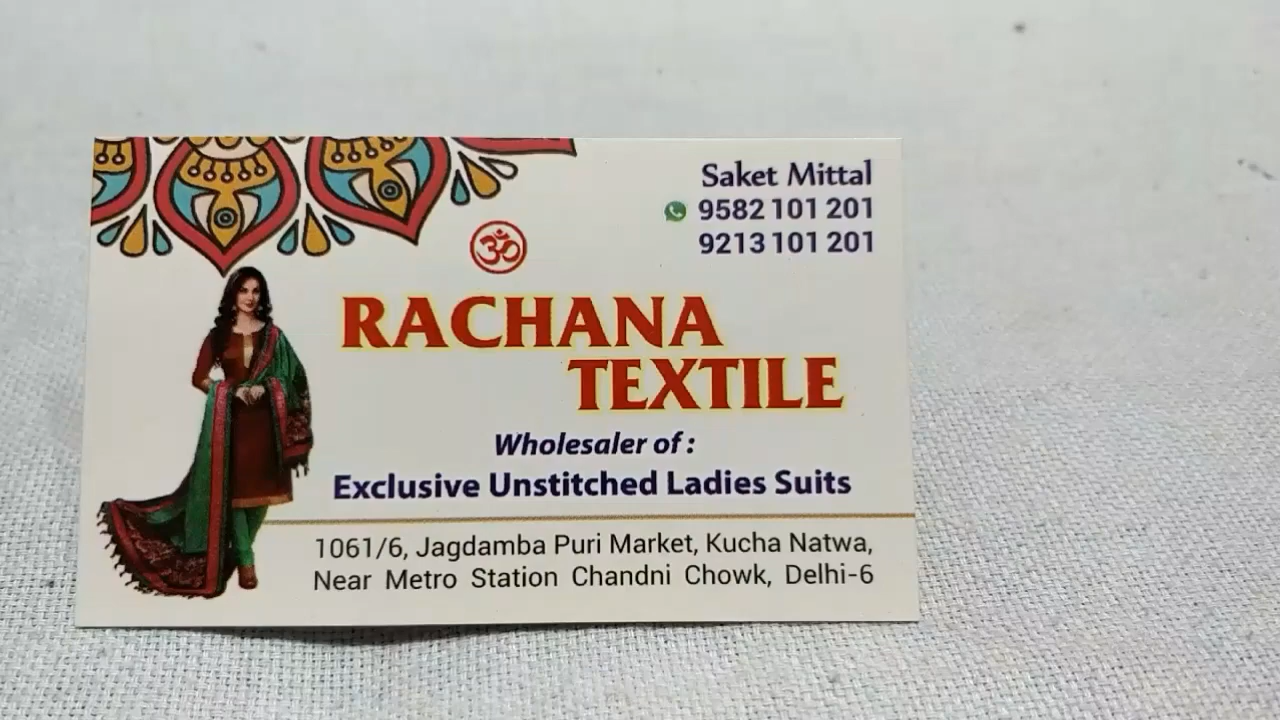 Saket Mittal
9582 101 201
9213 101 201
ॐ
RACHANA
TEXTILE
Wholesaler of :
Exclusive Unstitched Ladies Suits
1061/6, Jagdamba Puri Market, Kucha Natwa,
Near Metro Station Chandni Chowk, Delhi-6